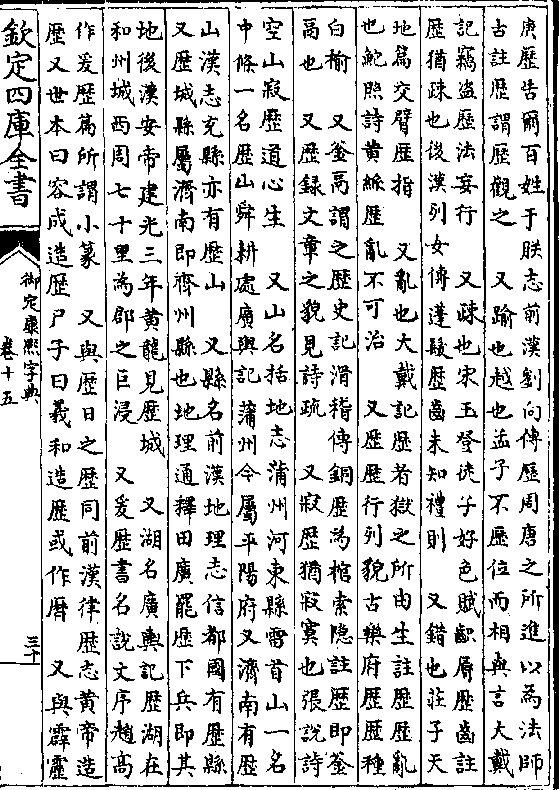 庚歷告爾百姓于朕志前漢劉向傳歷周唐之所進以為法師
古註歷謂歷觀之　又踰也越也孟子不歷位而相與言大戴
記竊盜歷法妄行　又疎也宋玉登徒子好色賦齞脣歷齒註
歷猶疎也後漢列女傳蓬髮歷齒未知禮則　又錯也莊子天
地篇交臂歷指　又亂也大戴記歷者獄之所由生註歷歷亂
也鮑照詩黃絲歷亂不可治　又歷歷行列貌古樂府歷歷種
白榆　又釜鬲謂之歷史記滑稽傳銅歷為棺索隐註歷即釜
鬲也　又歷録文章之貌見詩疏　又寂歷猶寂寞也張說詩
空山寂歷道心生　又山名括地志蒲州河東縣雷首山一名
中條一名歷山舜耕處廣輿記蒲州今屬平陽府又濟南有歷
山漢志充縣亦有歷山　又縣名前漢地理志信都國有歷縣
又歷城縣屬濟南即齊州縣也地理通釋田廣罷歷下兵即其
地後漢安帝建光三年黃龍見歷城　又湖名廣輿記歷湖在
和州城西周七十里為郡之巨浸　又爰歷書名說文序趙高
作爰歷篇所謂小篆　又與歷日之歷同前漢律歷志黃帝造
歷又世本曰容成造歷尸子曰羲和造歷或作曆　又與霹靂
欽定四庫全書
御定康熙字典
卷十五
三十